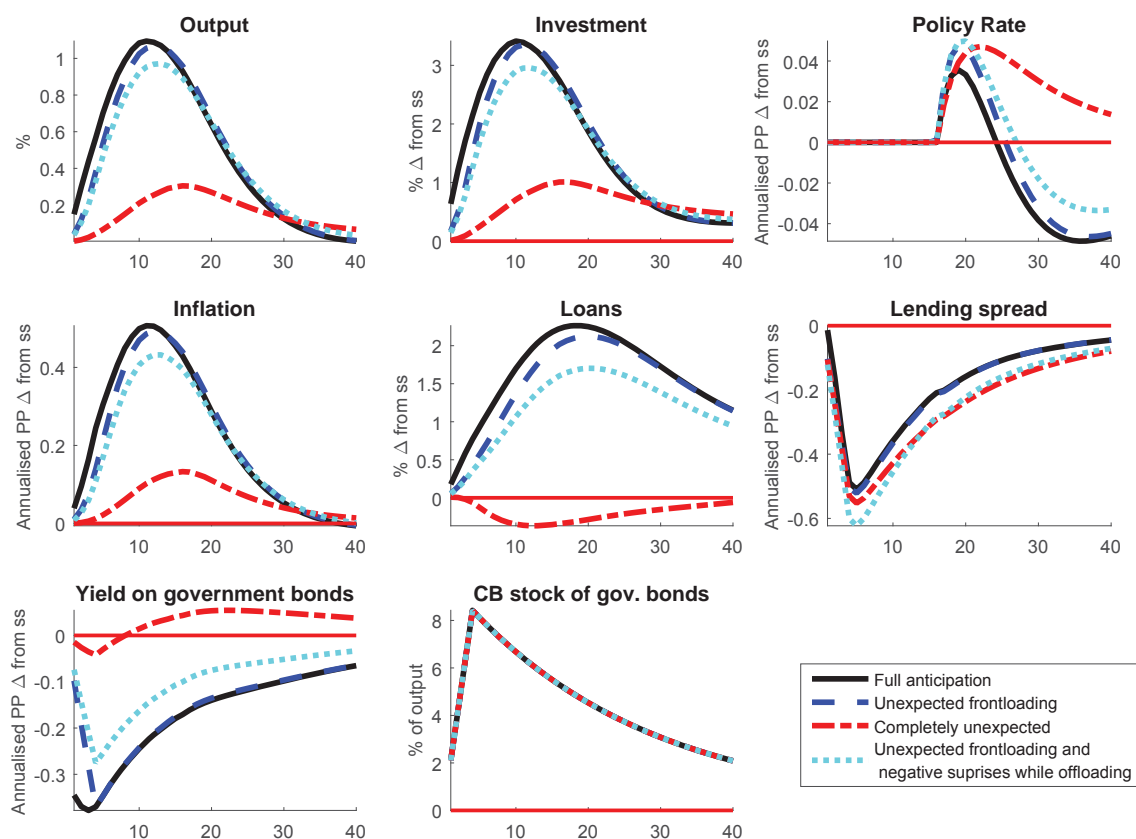 Output
Investment
Policy Rate
%
1
0.8
0.6
0.4
0.2
10 20 30 40
% Δ from ss
3
2
1
0
10 20 30 40
Annualised PP Δ from ss
0.04
0.02
0
-0.02
-0.04
10 20 30 40
Inflation
Loans
Lending spread
Annualised PP Δ from ss
0.4
0.2
0
10 20 30 40
% Δ from ss
2
1.5
1
0.5
0
10 20 30 40
Annualised PP Δ from ss
0
-0.2
-0.4
-0.6
10 20 30 40
Yield on government bonds
CB stock of gov. bonds
Annualised PP Δ from ss
0
-0.1
-0.2
-0.3
10 20 30 40
% of output
8
6
4
2
0
10 20 30 40
Full anticipation
Unexpected frontloading
Completely unexpected
Unexpected frontloading and
negative suprises while offloading